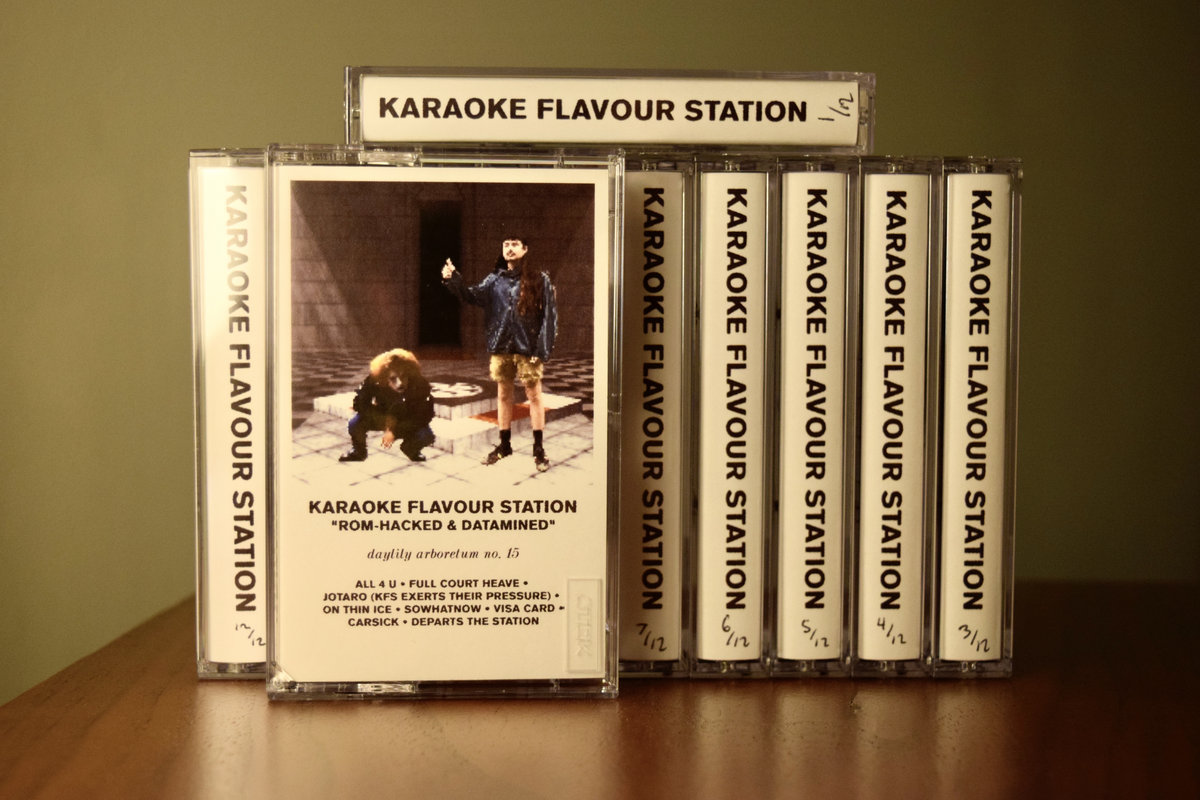 KARAOKE FLAVOUR STATION
KARAOKE FLAVOUR STATION 12/12
KARAOKE FLAVOUR STATION
"ROM-HACKED & DATAMINED"
daylily arboretum no. 15
ALL 4 U • FULL COURT HEAVE •
JOTARO (KFS EXERTS THEIR PRESSURE) •
ON THIN ICE • SOWHATNOW • VISA CARD •
CARSICK • DEPARTS THE STATION
KARAOKE FLAVOUR STATION 7/12
KARAOKE FLAVOUR STATION 6/12
KARAOKE FLAVOUR STATION 5/12
KARAOKE FLAVOUR STATION 4/12
KARAOKE FLAVOUR STATION 3/12